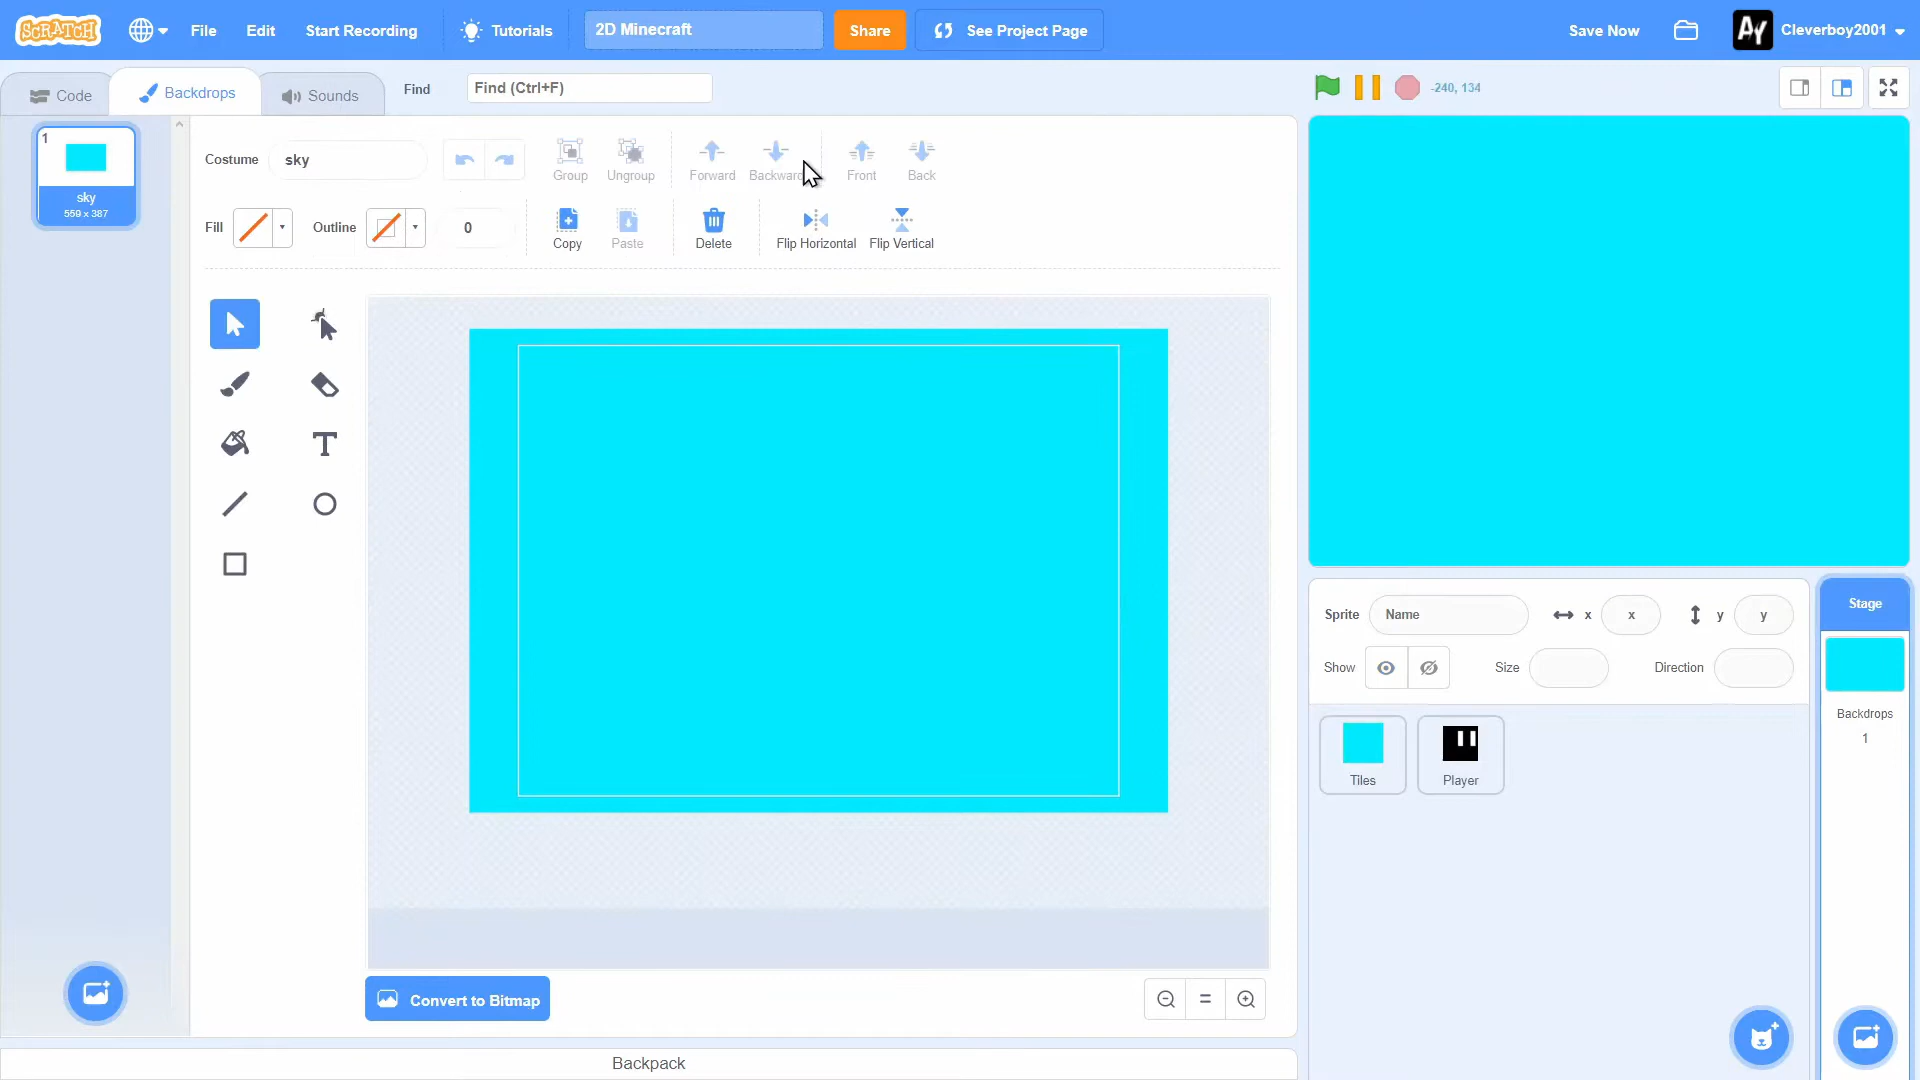 SCRATCH
File
Edit
Start Recording
Tutorials
2D Minecraft
Share
See Project Page
Save Now
Ay
Cleverboy2001
Code
Backdrops
Sounds
Find
Find (Ctrl+F)
-240, 134
1
sky
559 x 387
Costume
sky
Group
Ungroup
Forward
Backward
Front
Back
Fill
Outline
0
Copy
Paste
Delete
Flip Horizontal
Flip Vertical
T
Convert to Bitmap
Backpack
Sprite
Name
x
x
y
y
Show
Size
Direction
Tiles
Player
Stage
Backdrops
1